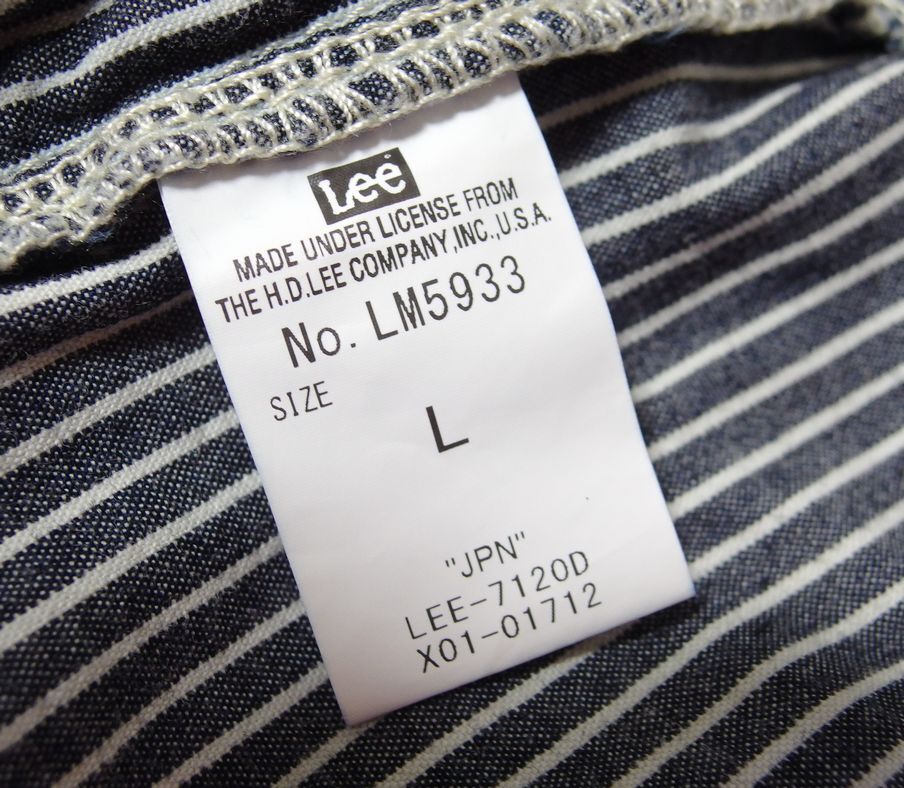 Lee
MADE UNDER LICENSE FROM
THE H.D.LEE COMPANY,INC.,U.S.A.
No. LM5933
SIZE
L
"JPN"
LEE-7120D
X01-01712